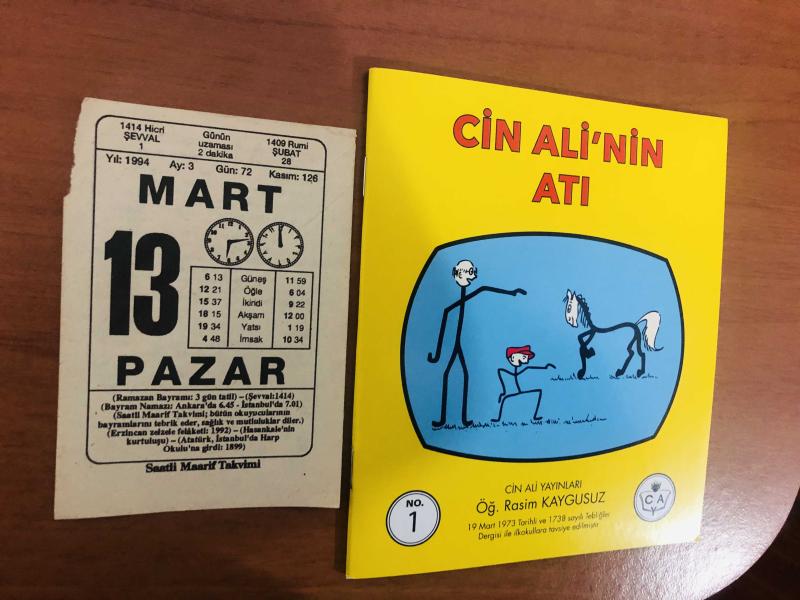 1414 Hicri
ŞEVVAL
1
Günün
uzaması
2 dakika
1409 Rumi
ŞUBAT
28
Yıl: 1994 Ay: 3 Gün: 72 Kasım: 126
MART
13
6 13 Güneş 11 59
12 21 Öğle 6 04
15 37 İkindi 9 22
18 15 Akşam 12 00
19 34 Yatsı 1 19
4 48 İmsak 10 34
PAZAR
(Ramazan Bayramı: 3 gün tatil) – (Şevval:1414)
(Bayram Namazı: Ankara'da 6.45 - İstanbul'da 7.01)
(Saatli Maarif Takvimi; bütün okuyucularının
bayramlarını tebrik eder, sağlık ve mutluluklar diler.)
(Erzincan zelzele felâketi: 1992) – (Hasankale'nin
kurtuluşu) – (Atatürk, İstanbul'da Harp
Okulu'na girdi: 1899)
Saatli Maarif Takvimi
CİN ALİ'NİN
ATI
CİN ALİ YAYINLARI
Öğ. Rasim KAYGUSUZ
19 Mart 1973 Tarihli ve 1738 sayılı Tebliğler
Dergisi ile ilkokullara tavsiye edilmiştir
NO.
1
C A
Y